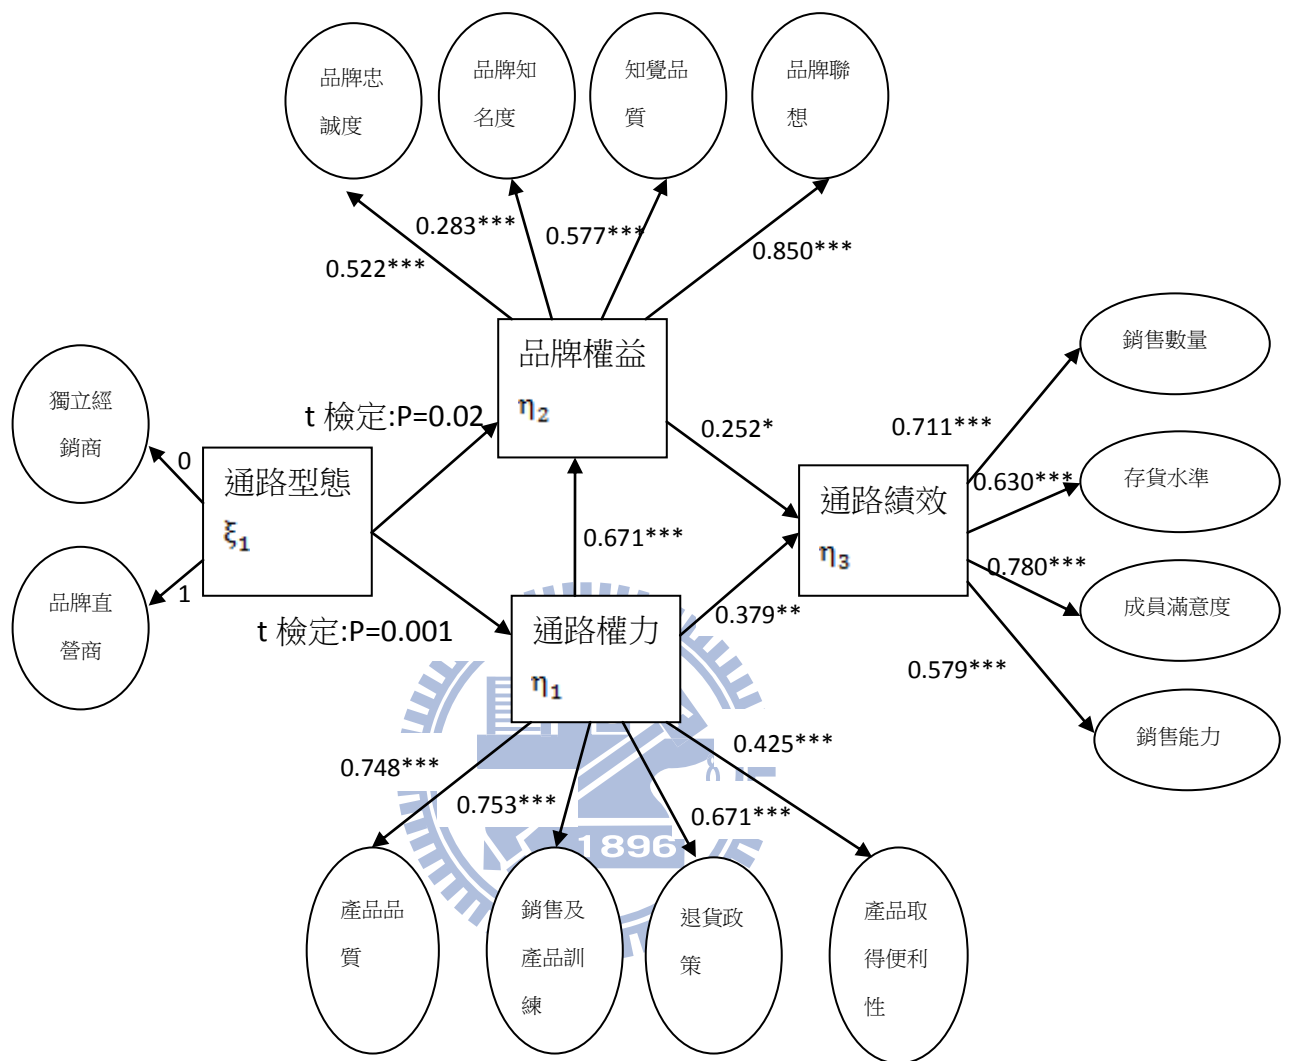 品牌忠
誠度
品牌知
名度
知覺品
質
品牌聯
想
0.283***
0.577***
0.522***
0.850***
品牌權益
η₂
銷售數量
獨立經
銷商
t 檢定:P=0.02
0.252*
0.711***
0
通路型態
ξ₁
通路績效
η₃
0.630***
存貨水準
0.671***
0.780***
品牌直
營商
1
t 檢定:P=0.001
通路權力
η₁
0.379**
成員滿意度
0.579***
銷售能力
0.748***
0.753***
0.671***
0.425***
1896
產品品
質
銷售及
產品訓
練
退貨政
策
產品取
得便利
性